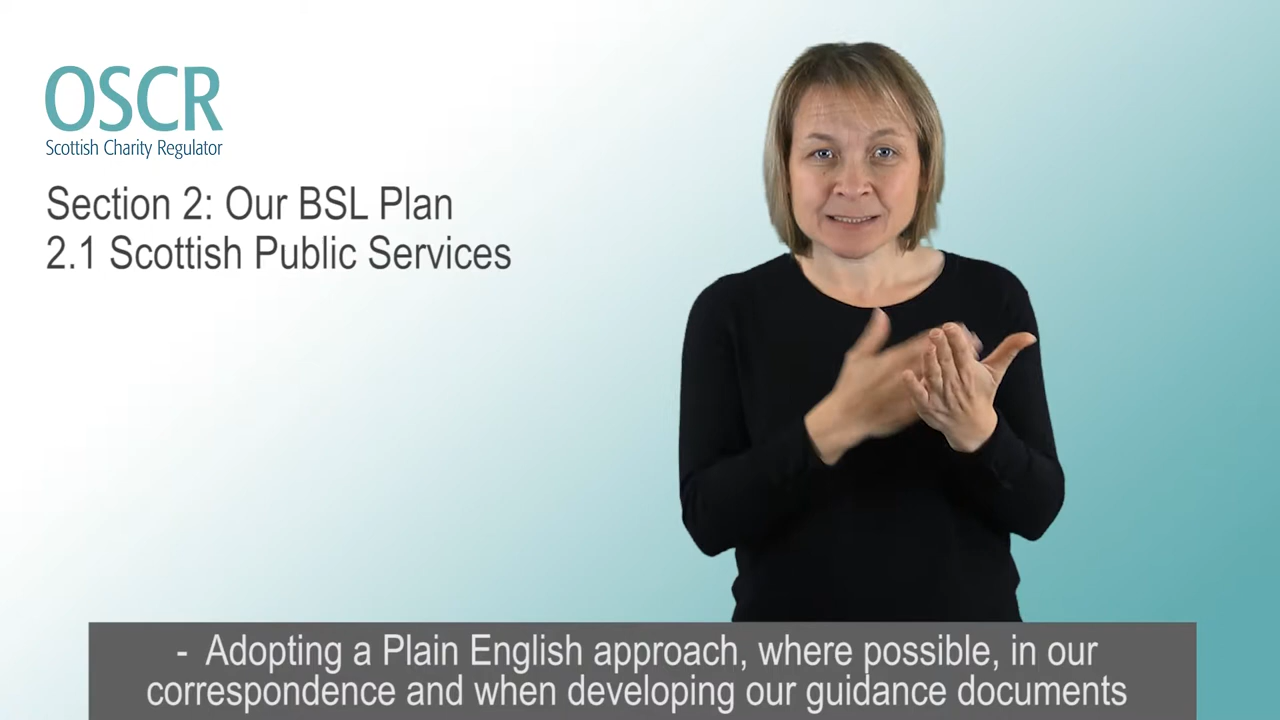 OSCR
Scottish Charity Regulator
Section 2: Our BSL Plan
2.1 Scottish Public Services
- Adopting a Plain English approach, where possible, in our
correspondence and when developing our guidance documents